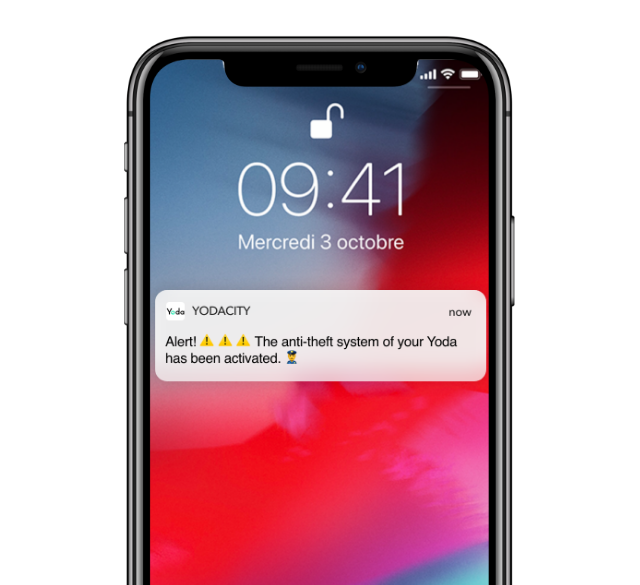 09:41
Mercredi 3 octobre
Yoda YODACITY now
Alert! ⚠️ ⚠️ ⚠️ The anti-theft system of your Yoda
has been activated. 👮